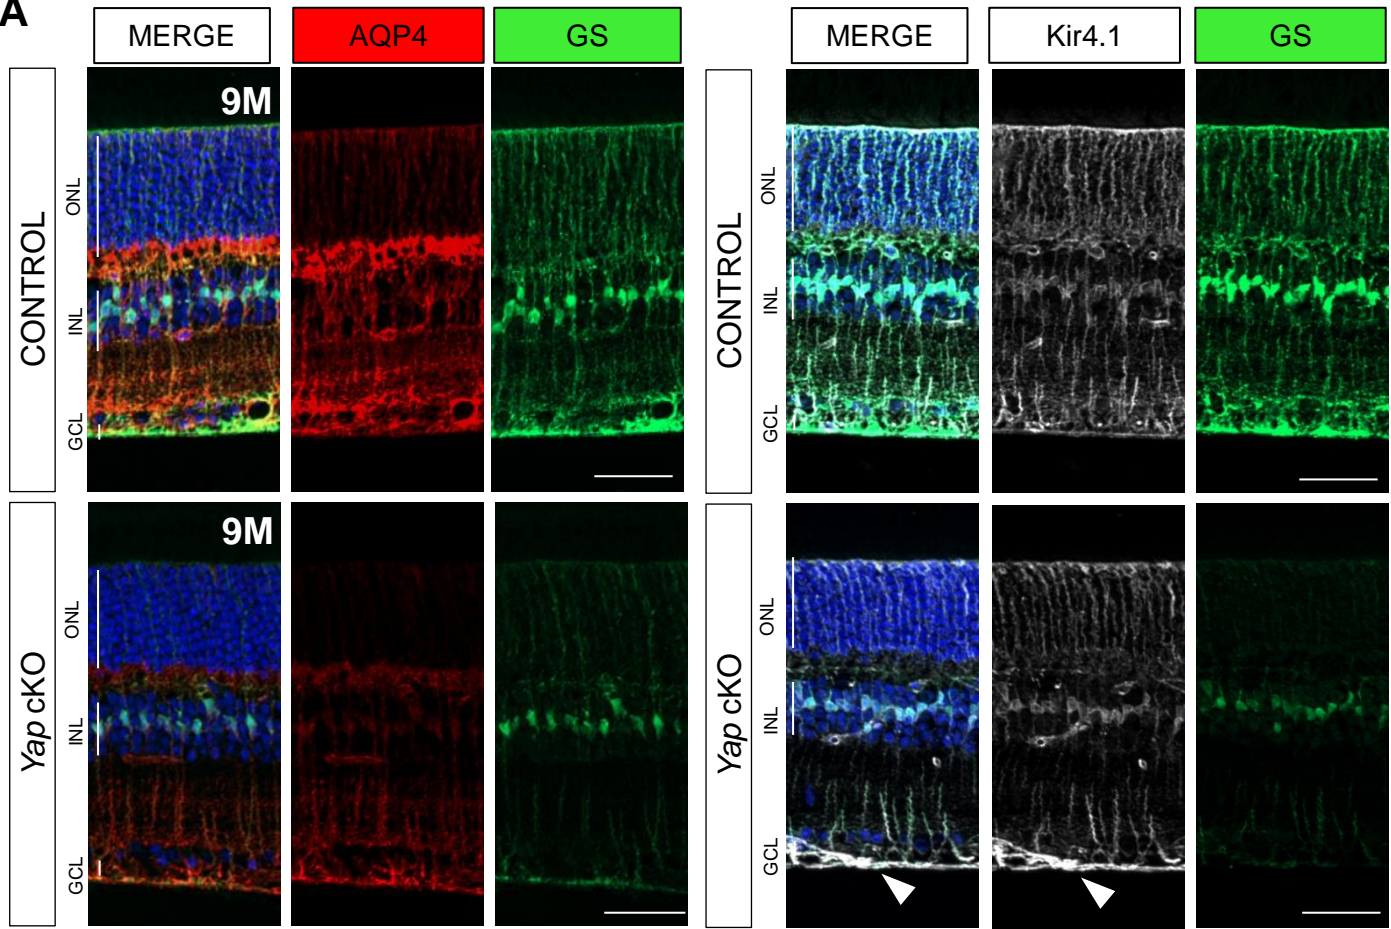 A
MERGE AQP4 GS MERGE Kir4.1 GS
CONTROL ONL INL GCL 9M CONTROL ONL INL GCL
Yap cKO ONL INL GCL 9M Yap cKO ONL INL GCL